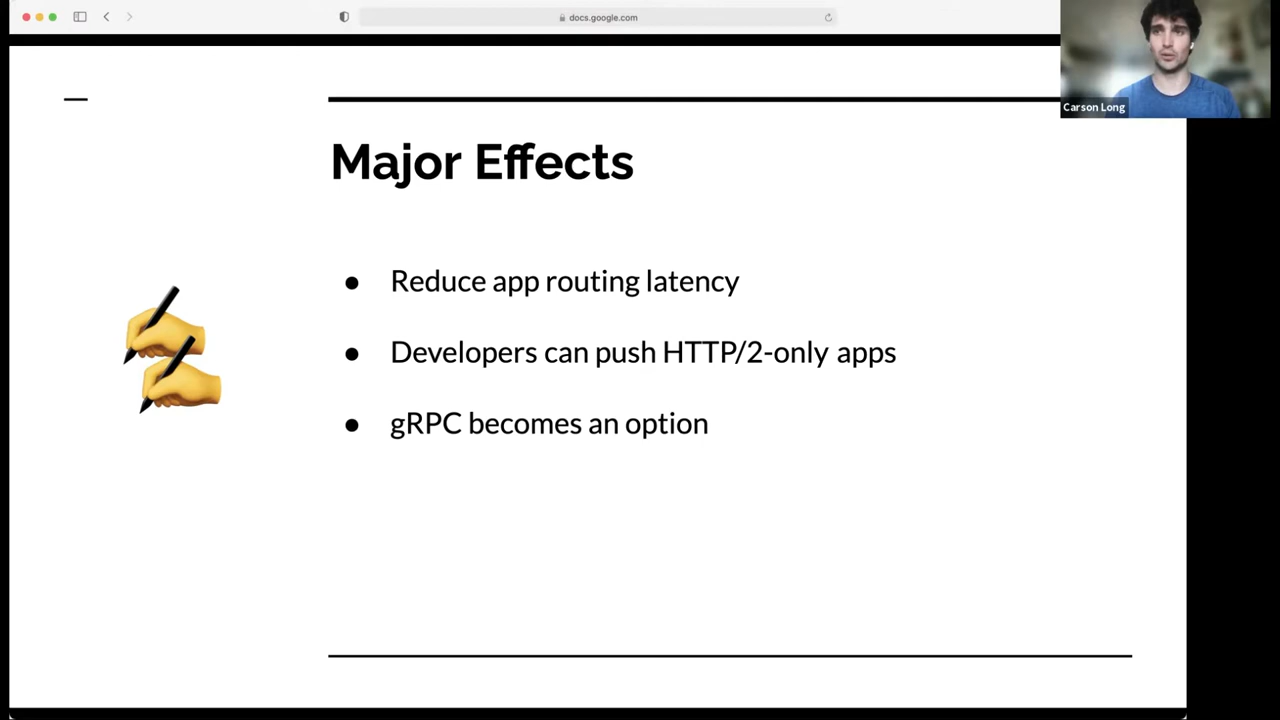 docs.google.com
Carson Long
Major Effects
● Reduce app routing latency
● Developers can push HTTP/2-only apps
● gRPC becomes an option